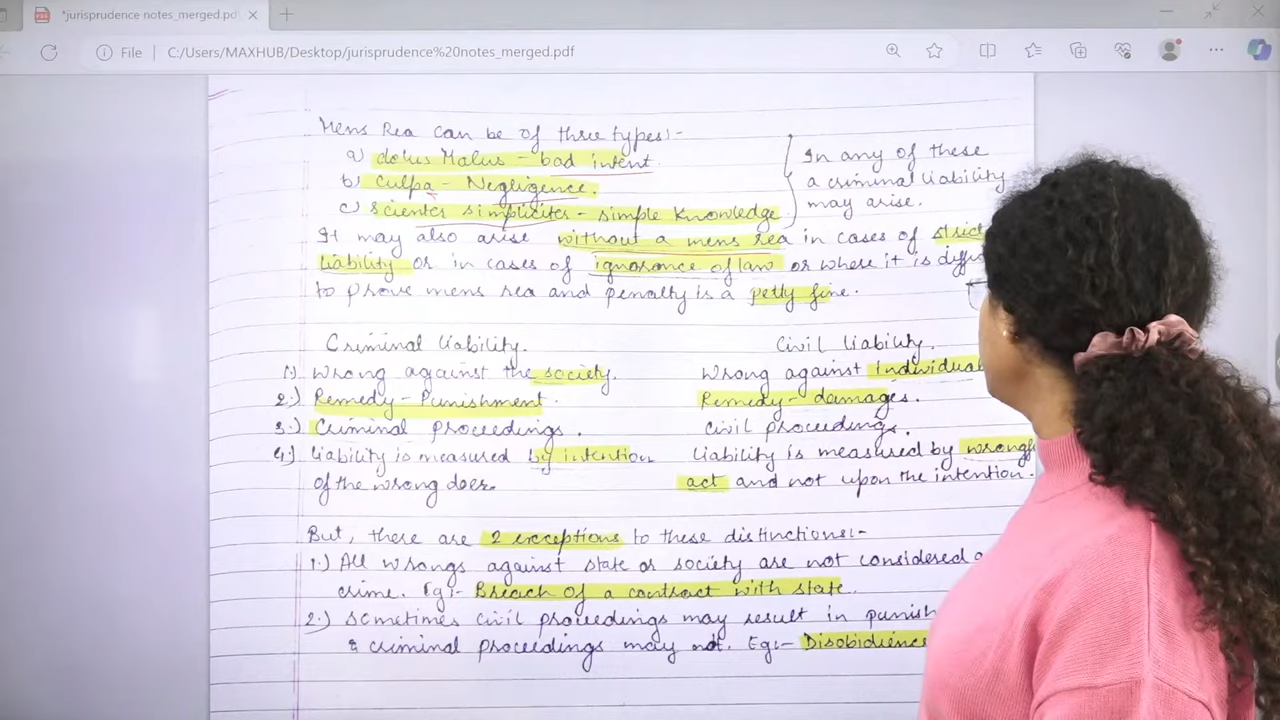 *jurisprudence notes_merged.pdf
File C:/Users/MAXHUB/Desktop/jurisprudence%20notes_merged.pdf
Mens Rea can be of three types:-
a) dolus Malus - bad intent
b) culpa - Negligence.
c) scientes simplicites - simple knowledge
In any of these
a criminal liability
may arise.
It may also arise without a mens rea in cases of strict
liability or in cases of ignorance of law or where it is
to prove mens rea and penalty is a petty fine.
Criminal liability. Civil liability.
1.) Wrong against the society. Wrong against Individual
2.) Remedy - Punishment. Remedy - damages.
3.) Criminal proceedings. Civil proceedings.
4.) liability is measured by intention liability is measured by
of the wrong doer. act and not upon the intention.
But, there are 2 exceptions to these distinctions:-
1.) All wrongs against state or society are not considered a
crime. Eg:- Breach of a contract with state.
2.) Sometimes civil proceedings may result in
& criminal proceedings may not. Eg:- Disobidience